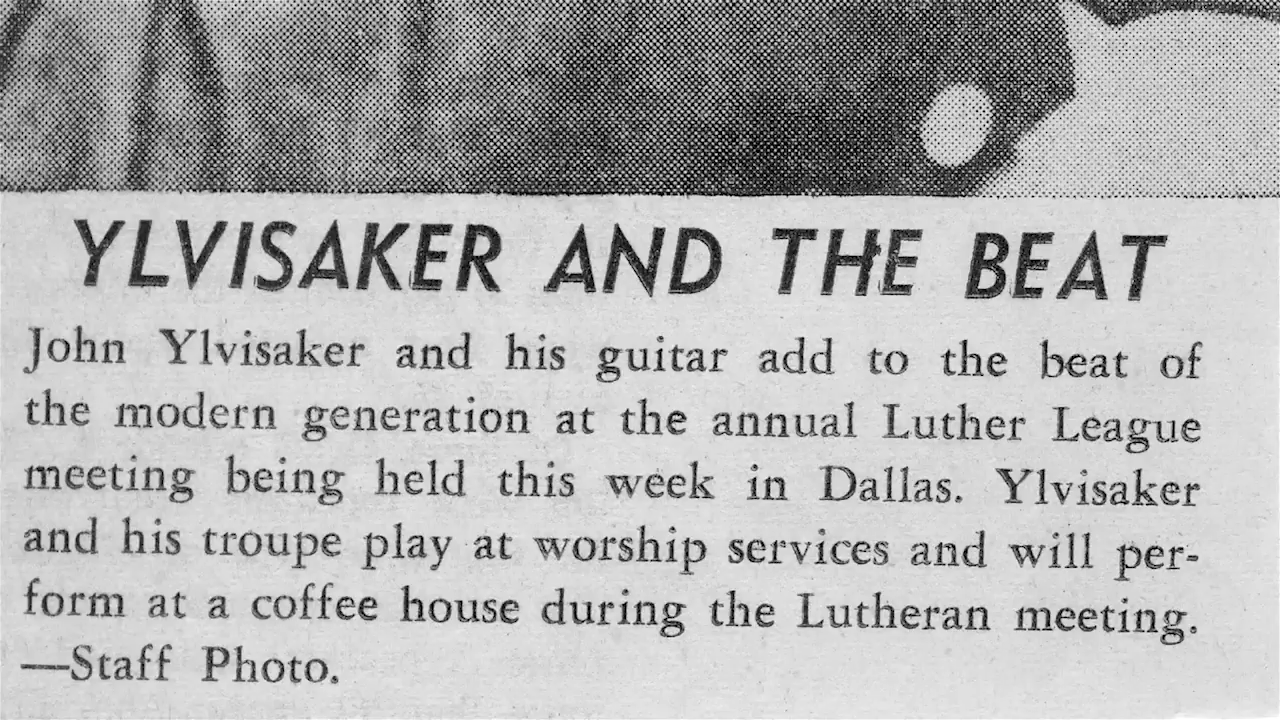 YLVISAKER AND THE BEAT
John Ylvisaker and his guitar add to the beat of
the modern generation at the annual Luther League
meeting being held this week in Dallas. Ylvisaker
and his troupe play at worship services and will per-
form at a coffee house during the Lutheran meeting.
—Staff Photo.